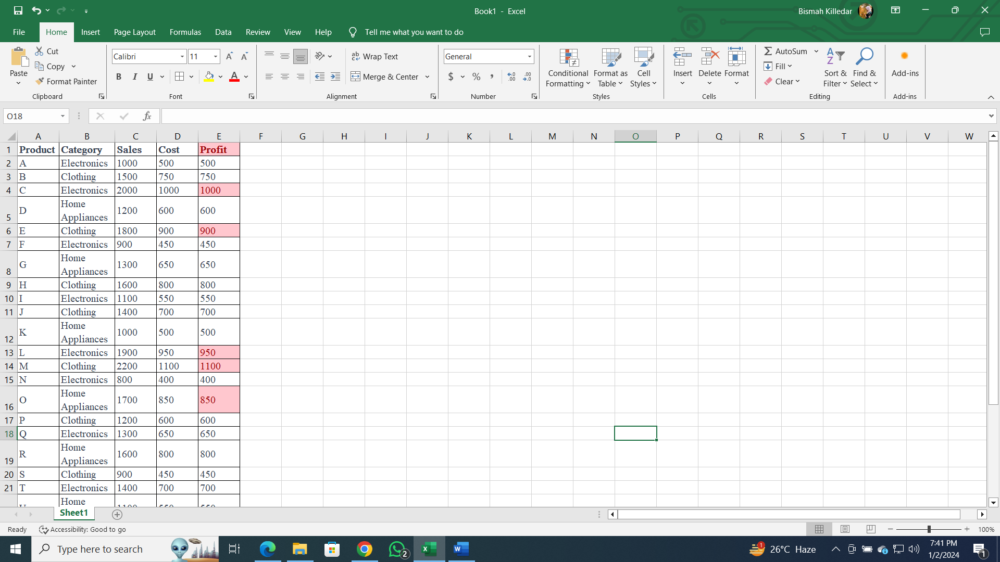 Book1 - Excel
Bismah Killedar
File Home Insert Page Layout Formulas Data Review View Help Tell me what you want to do
Paste
Cut
Copy
Format Painter
Clipboard
Calibri 11
B I U
Font
Wrap Text
Merge & Center
Alignment
General
$ % ,
Number
Conditional Formatting
Format as Table
Cell Styles
Styles
Insert Delete Format
Cells
AutoSum
Fill
Clear
Sort & Filter
Find & Select
Editing
Add-ins
Add-ins
O18
fx
A B C D E F G H I J K L M N O P Q R S T U V W
1 Product Category Sales Cost Profit
2 A Electronics 1000 500 500
3 B Clothing 1500 750 750
4 C Electronics 2000 1000 1000
5 D Home Appliances 1200 600 600
6 E Clothing 1800 900 900
7 F Electronics 900 450 450
8 G Home Appliances 1300 650 650
9 H Clothing 1600 800 800
10 I Electronics 1100 550 550
11 J Clothing 1400 700 700
12 K Home Appliances 1000 500 500
13 L Electronics 1900 950 950
14 M Clothing 2200 1100 1100
15 N Electronics 800 400 400
16 O Home Appliances 1700 850 850
17 P Clothing 1200 600 600
18 Q Electronics 1300 650 650
19 R Home Appliances 1600 800 800
20 S Clothing 900 450 450
21 T Electronics 1400 700 700
Home
Sheet1
Ready Accessibility: Good to go
100%
Type here to search
2
1
26°C Haze
7:41 PM
1/2/2024
1